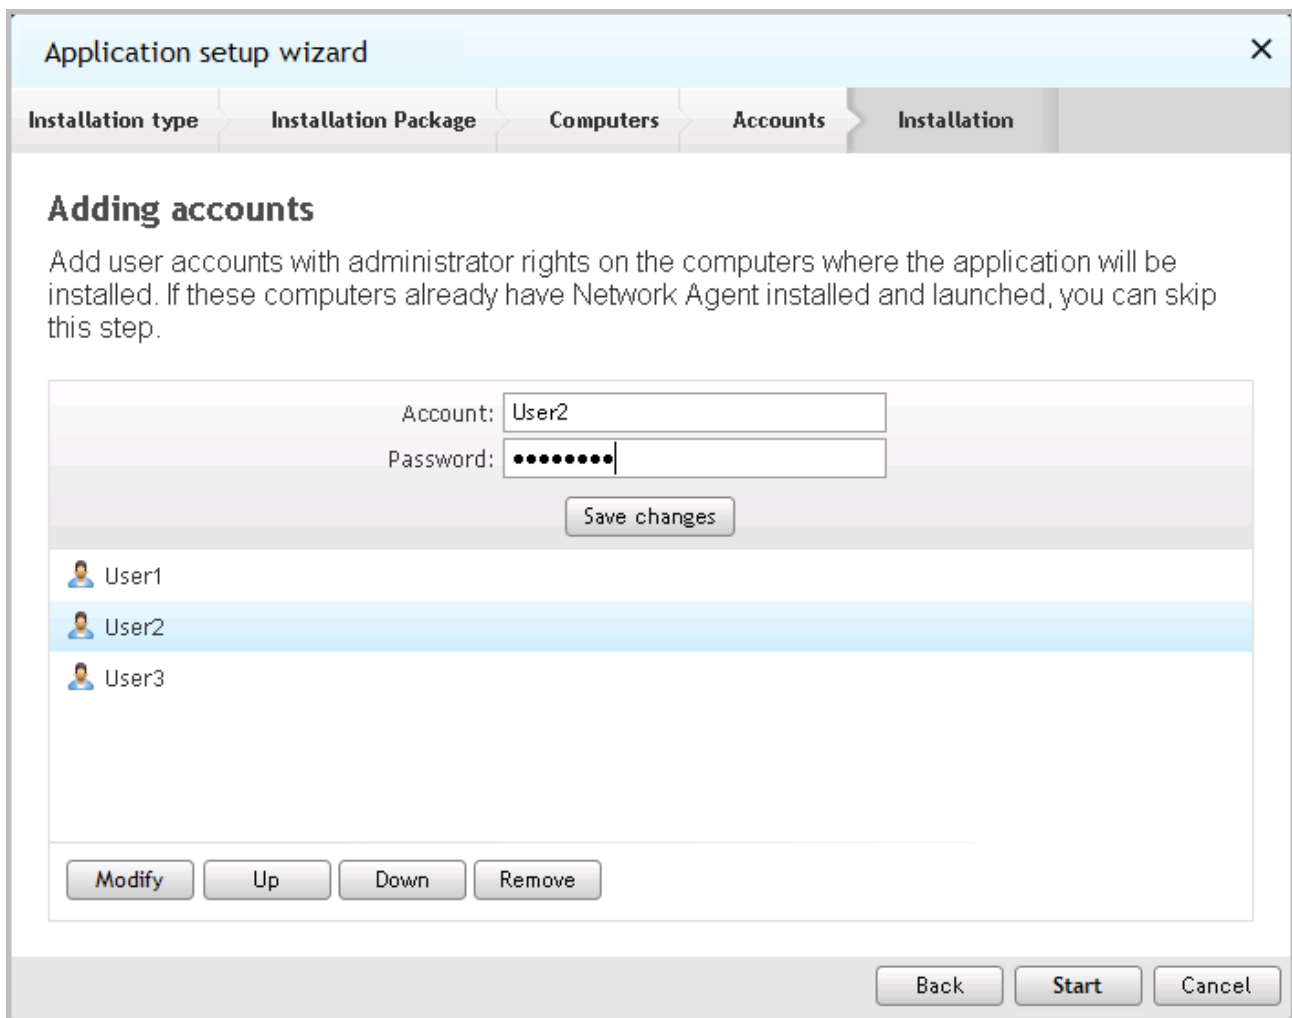 Application setup wizard
Installation type Installation Package Computers Accounts Installation
Adding accounts
Add user accounts with administrator rights on the computers where the application will be
installed. If these computers already have Network Agent installed and launched, you can skip
this step.
Account: User2
Password: ••••••••
Save changes
User1
User2
User3
Modify Up Down Remove
Back Start Cancel